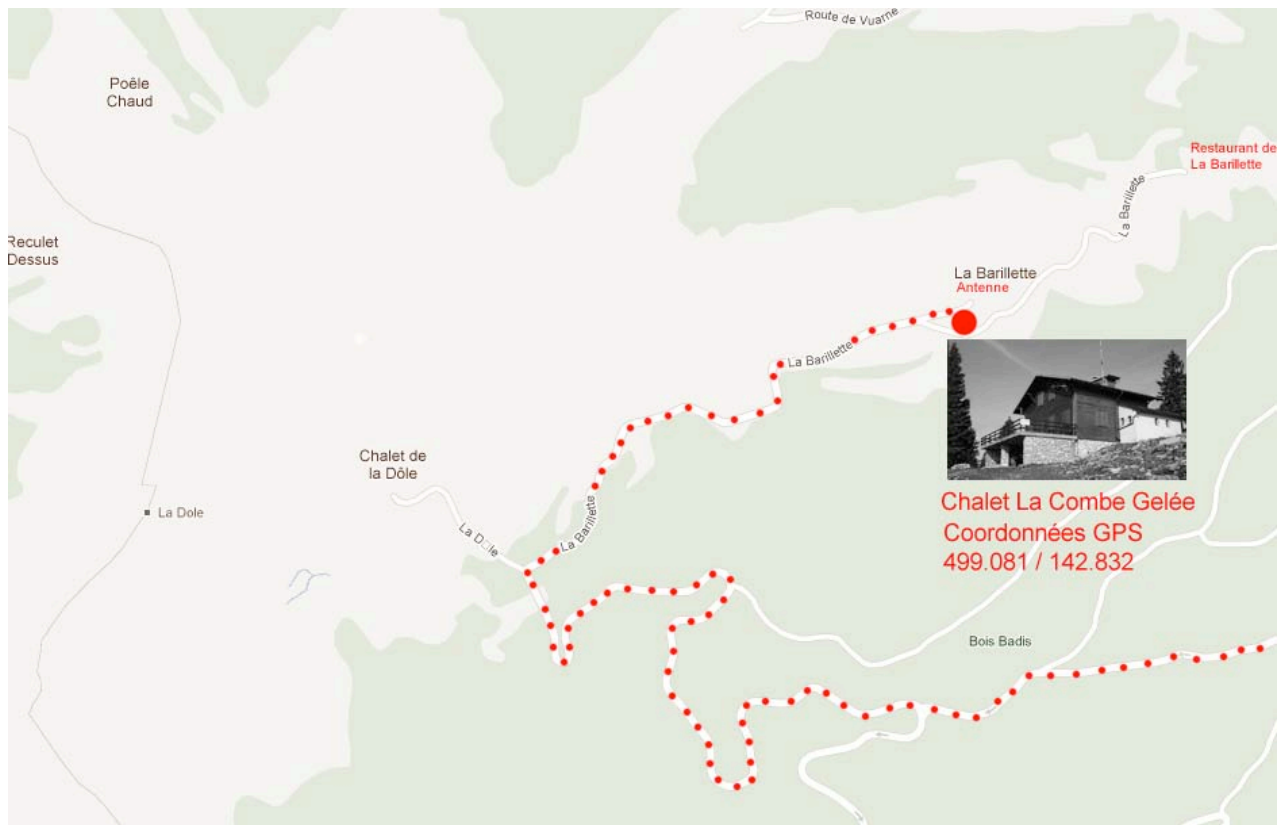 Route de Vuarne
Poêle
Chaud
Restaurant de
La Barillette
La Barillette
Reculet
Dessus
La Barillette
Antenne
La Barillette
Chalet de
la Dôle
La Dole
La D□le
La Barillette
Chalet La Combe Gelée
Coordonnées GPS
499.081 / 142.832
Bois Badis